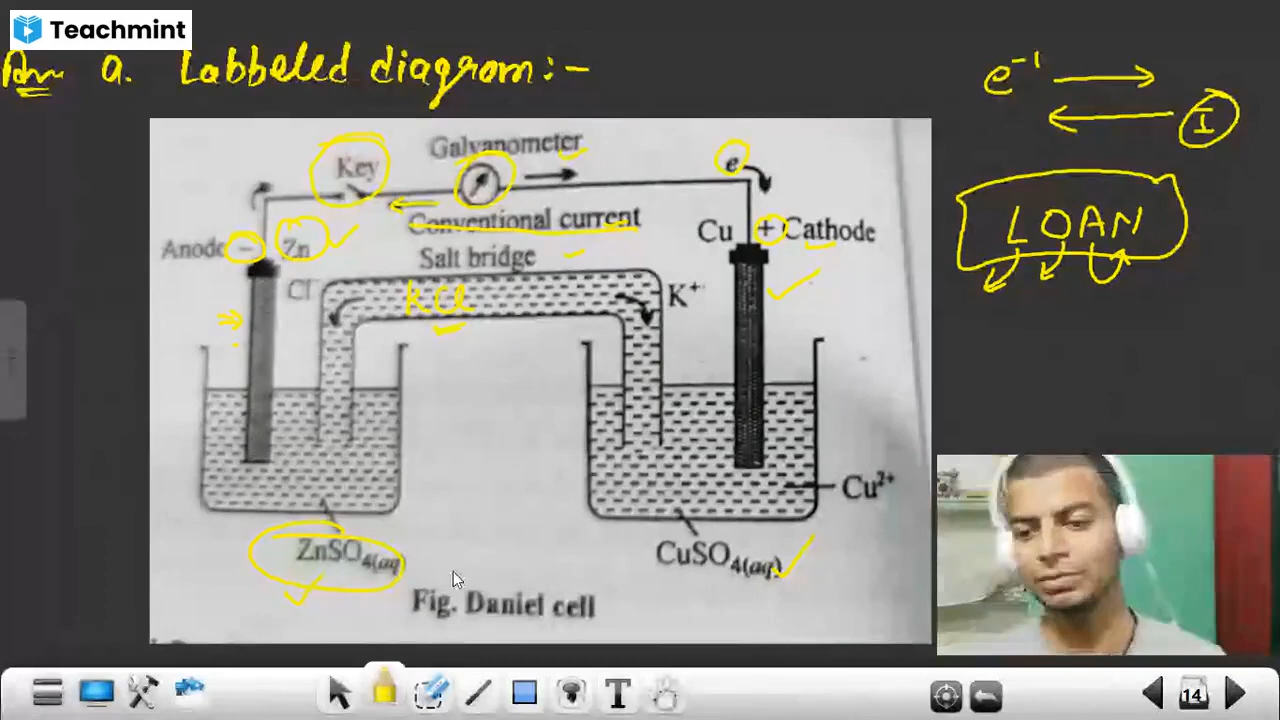 Teachmint
Ans a. Labbeled diagram:-
e⁻¹
I
LOAN
Galvanometer
Key
e
Conventional current
Anode - Zn
Cu + Cathode
Salt bridge
Cl⁻
KCl
K⁺
Cu²⁺
ZnSO₄(aq
CuSO₄(aq)
Fig. Daniel cell
14